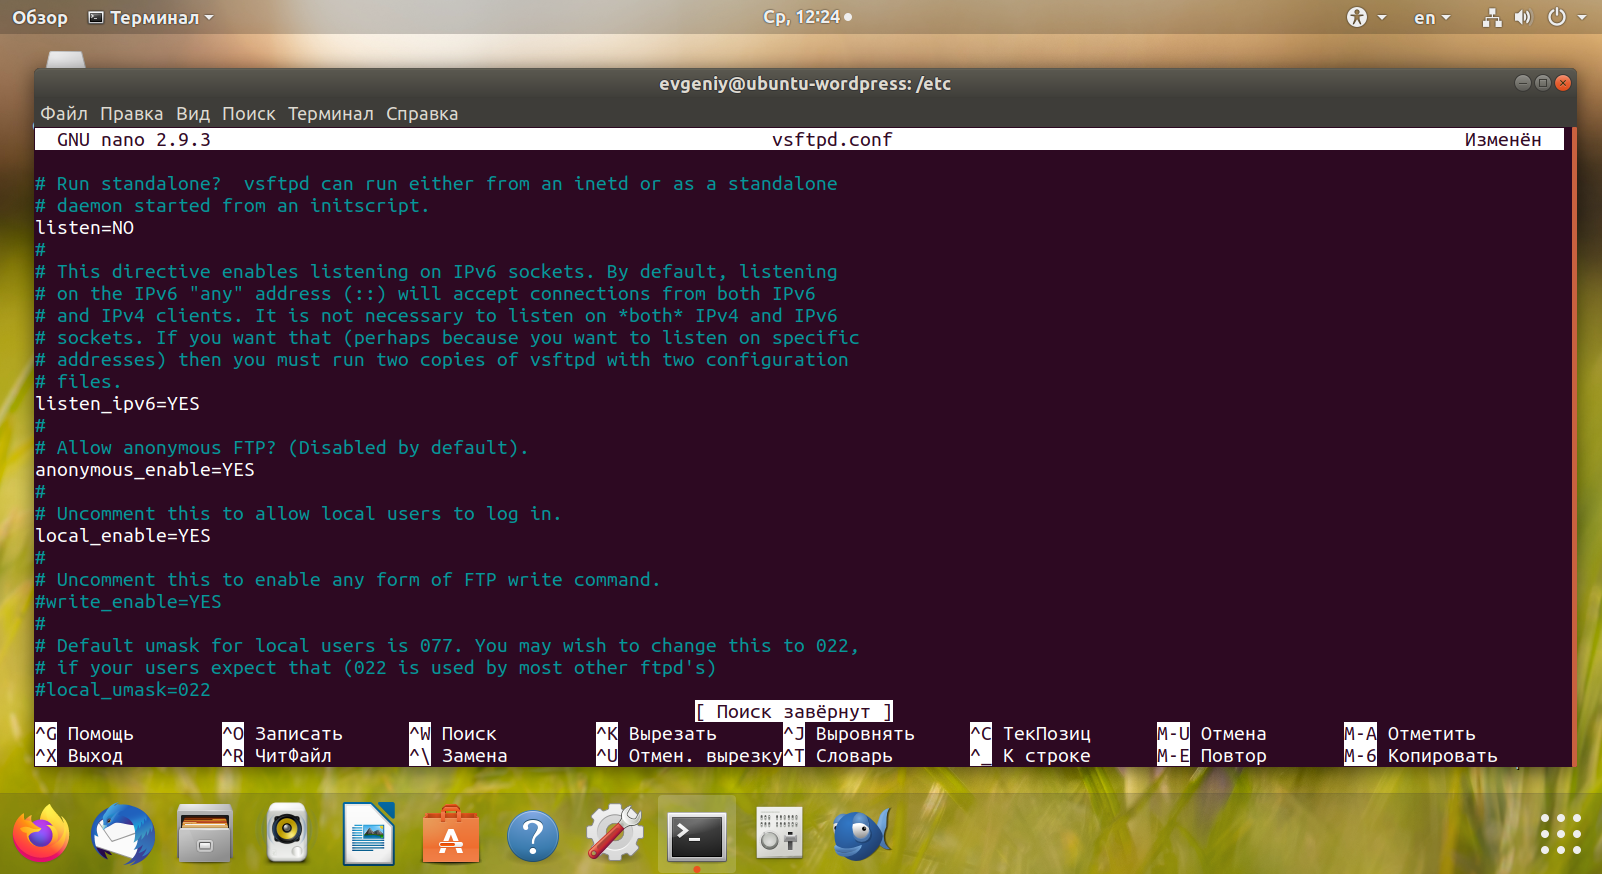 Обзор Терминал Ср, 12:24 en
evgeniy@ubuntu-wordpress: /etc
Файл Правка Вид Поиск Терминал Справка
GNU nano 2.9.3 vsftpd.conf Изменён
# Run standalone?  vsftpd can run either from an inetd or as a standalone
# daemon started from an initscript.
listen=NO
#
# This directive enables listening on IPv6 sockets. By default, listening
# on the IPv6 "any" address (::) will accept connections from both IPv6
# and IPv4 clients. It is not necessary to listen on *both* IPv4 and IPv6
# sockets. If you want that (perhaps because you want to listen on specific
# addresses) then you must run two copies of vsftpd with two configuration
# files.
listen_ipv6=YES
#
# Allow anonymous FTP? (Disabled by default).
anonymous_enable=YES
#
# Uncomment this to allow local users to log in.
local_enable=YES
#
# Uncomment this to enable any form of FTP write command.
#write_enable=YES
#
# Default umask for local users is 077. You may wish to change this to 022,
# if your users expect that (022 is used by most other ftpd's)
#local_umask=022
[ Поиск завёрнут ]
^G Помощь ^O Записать ^W Поиск ^K Вырезать ^J Выровнять ^C ТекПозиц M-U Отмена M-A Отметить
^X Выход ^R ЧитФайл ^\ Замена ^U Отмен. вырезку ^T Словарь ^_ К строке M-E Повтор M-6 Копировать